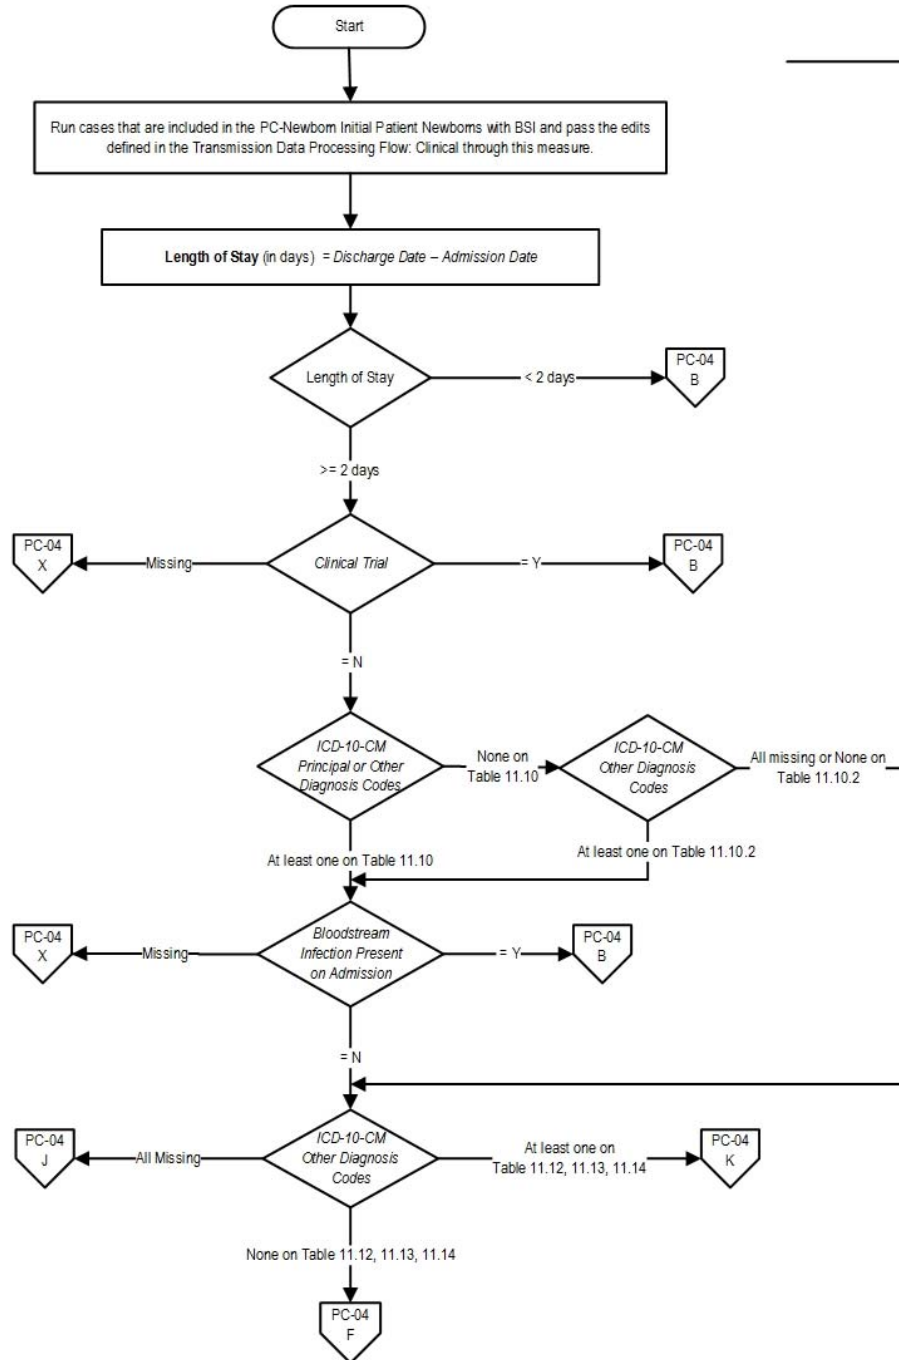 Start
Run cases that are included in the PC-Newborn Initial Patient Newborns with BSI and pass the edits
defined in the Transmission Data Processing Flow: Clinical through this measure.
Length of Stay (in days) = Discharge Date – Admission Date
Length of Stay
< 2 days
PC-04
B
>= 2 days
PC-04
X
Missing
Clinical Trial
= Y
PC-04
B
= N
ICD-10-CM
Principal or Other
Diagnosis Codes
None on
Table 11.10
ICD-10-CM
Other Diagnosis
Codes
All missing or None on
Table 11.10.2
At least one on Table 11.10
At least one on Table 11.10.2
PC-04
X
Missing
Bloodstream
Infection Present
on Admission
= Y
PC-04
B
= N
PC-04
J
All Missing
ICD-10-CM
Other Diagnosis
Codes
At least one on
Table 11.12, 11.13, 11.14
PC-04
K
None on Table 11.12, 11.13, 11.14
PC-04
F